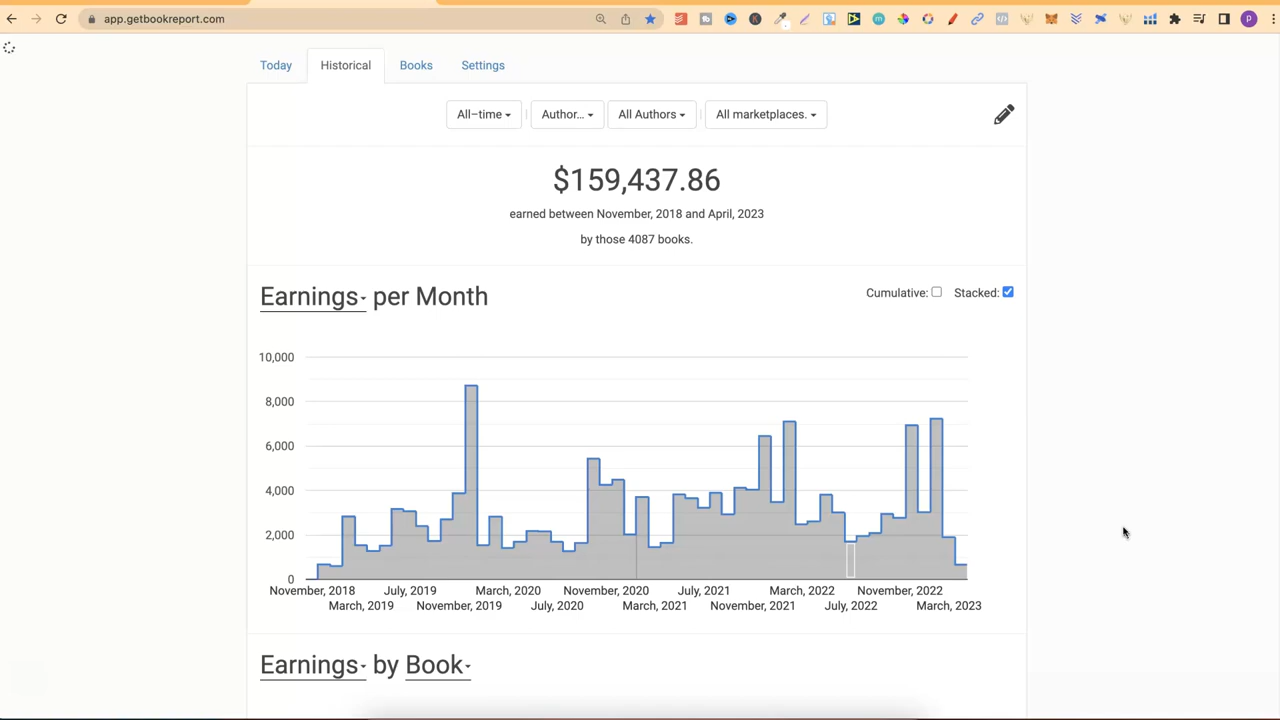 app.getbookreport.com
Today
Historical
Books
Settings
All-time
Author...
All Authors
All marketplaces.
$159,437.86
earned between November, 2018 and April, 2023
by those 4087 books.
Earnings per Month
Cumulative:
Stacked:
10,000
8,000
6,000
4,000
2,000
0
November, 2018
July, 2019
March, 2020
November, 2020
July, 2021
March, 2022
November, 2022
March, 2019
November, 2019
July, 2020
March, 2021
November, 2021
July, 2022
March, 2023
Earnings by Book